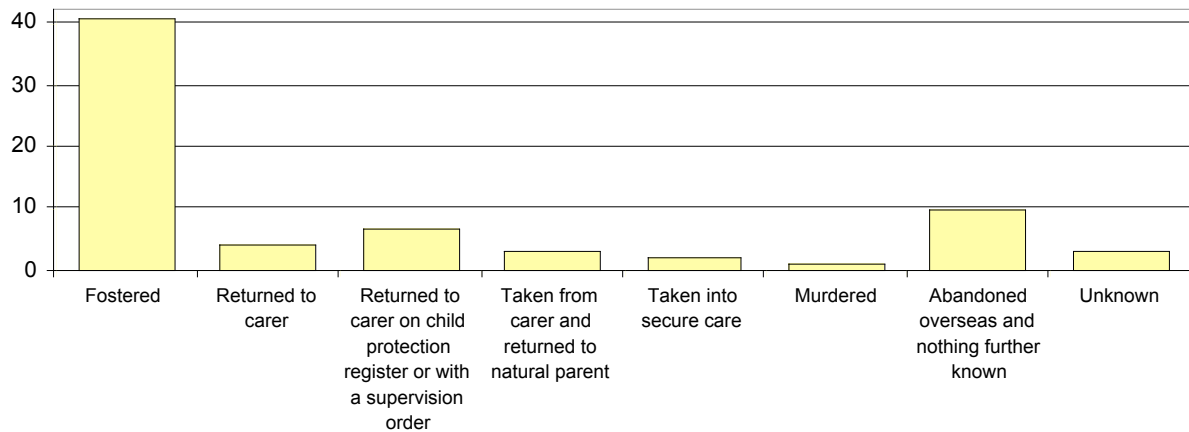 40
30
20
10
0
Fostered
Returned to
carer
Returned to
carer on child
protection
register or with
a supervision
order
Taken from
carer and
returned to
natural parent
Taken into
secure care
Murdered
Abandoned
overseas and
nothing further
known
Unknown